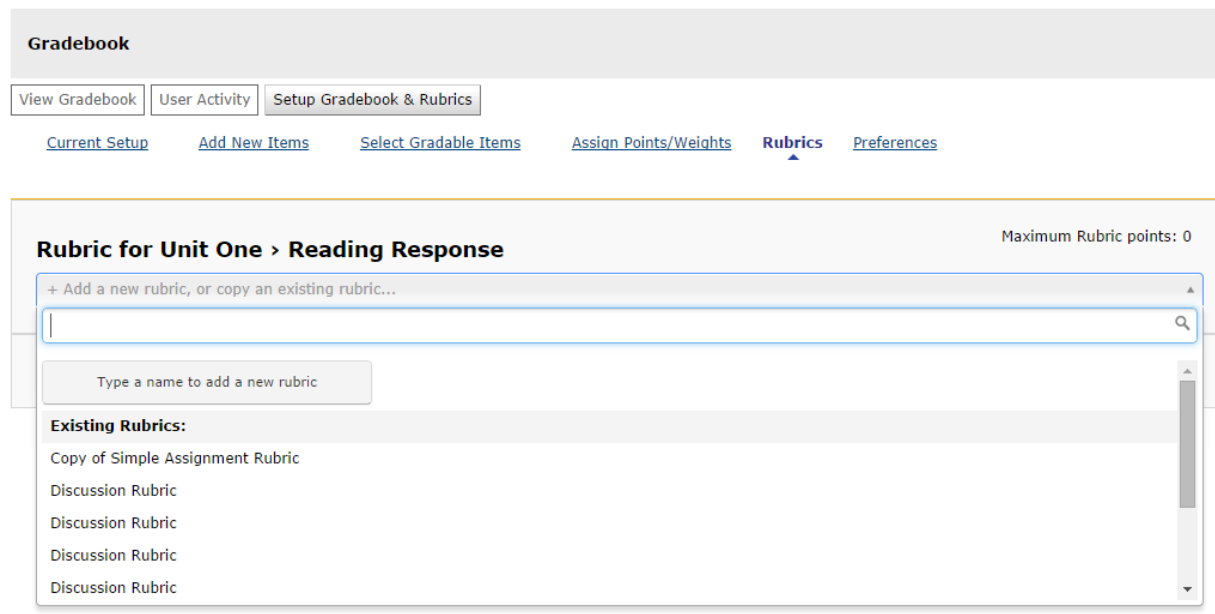 Gradebook
View Gradebook User Activity Setup Gradebook & Rubrics
Current Setup Add New Items Select Gradable Items Assign Points/Weights Rubrics Preferences
Maximum Rubric points: 0
Rubric for Unit One › Reading Response
+ Add a new rubric, or copy an existing rubric...
Type a name to add a new rubric
Existing Rubrics:
Copy of Simple Assignment Rubric
Discussion Rubric
Discussion Rubric
Discussion Rubric
Discussion Rubric